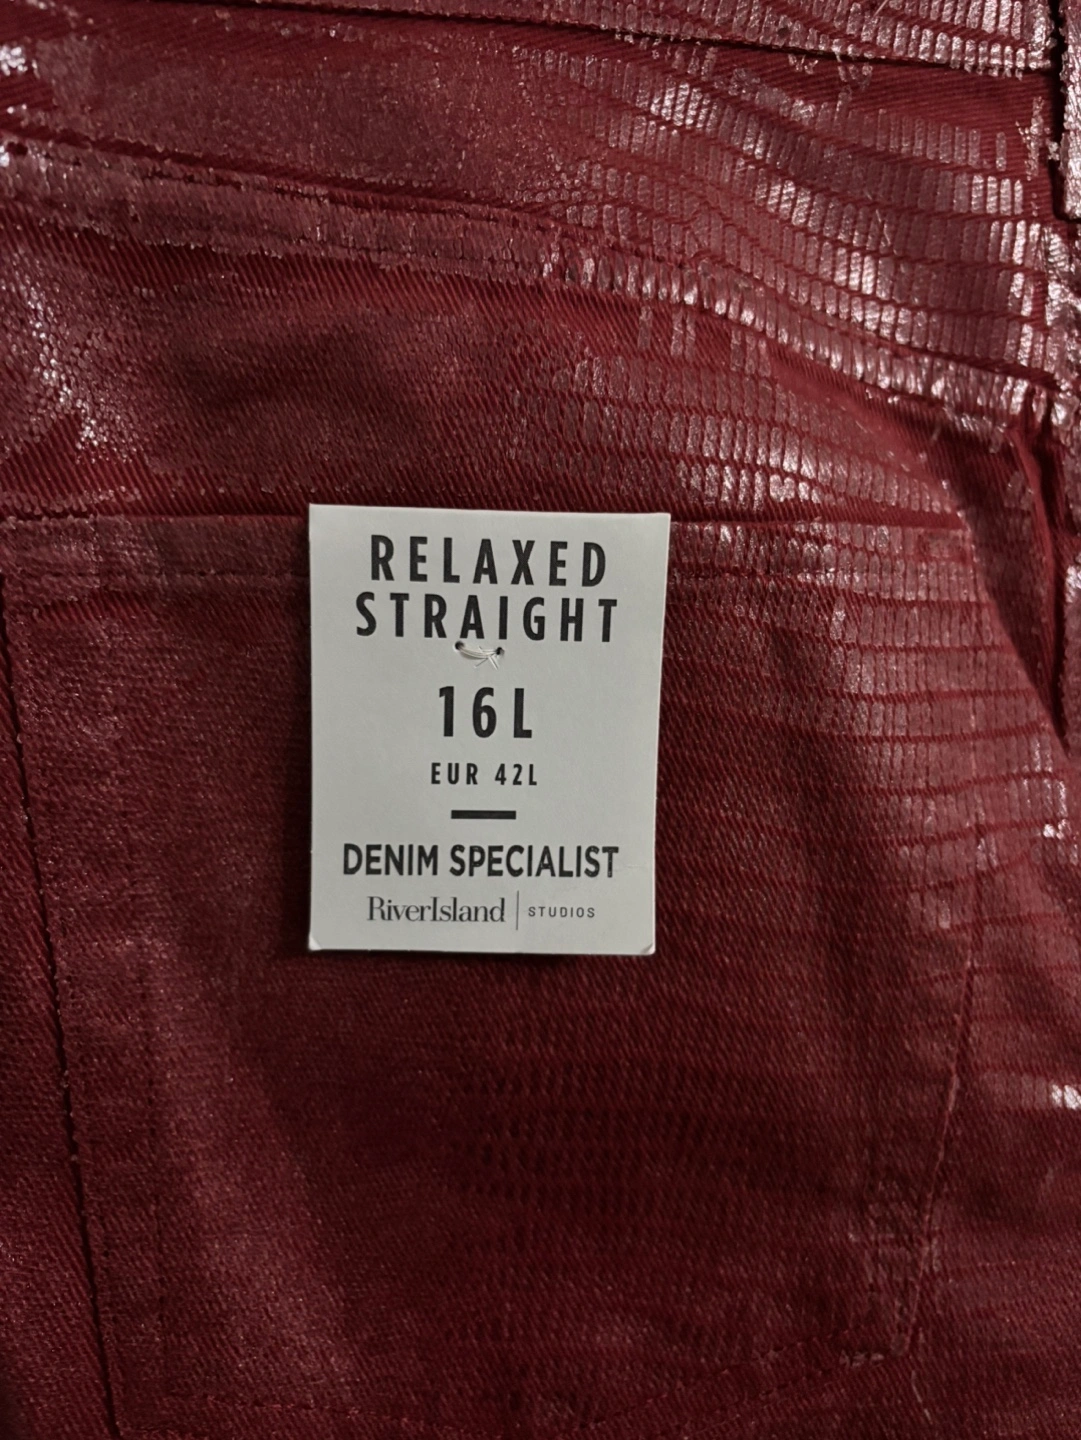 RELAXED
STRAIGHT
16L
EUR 42L
DENIM SPECIALIST
RiverIsland | STUDIOS